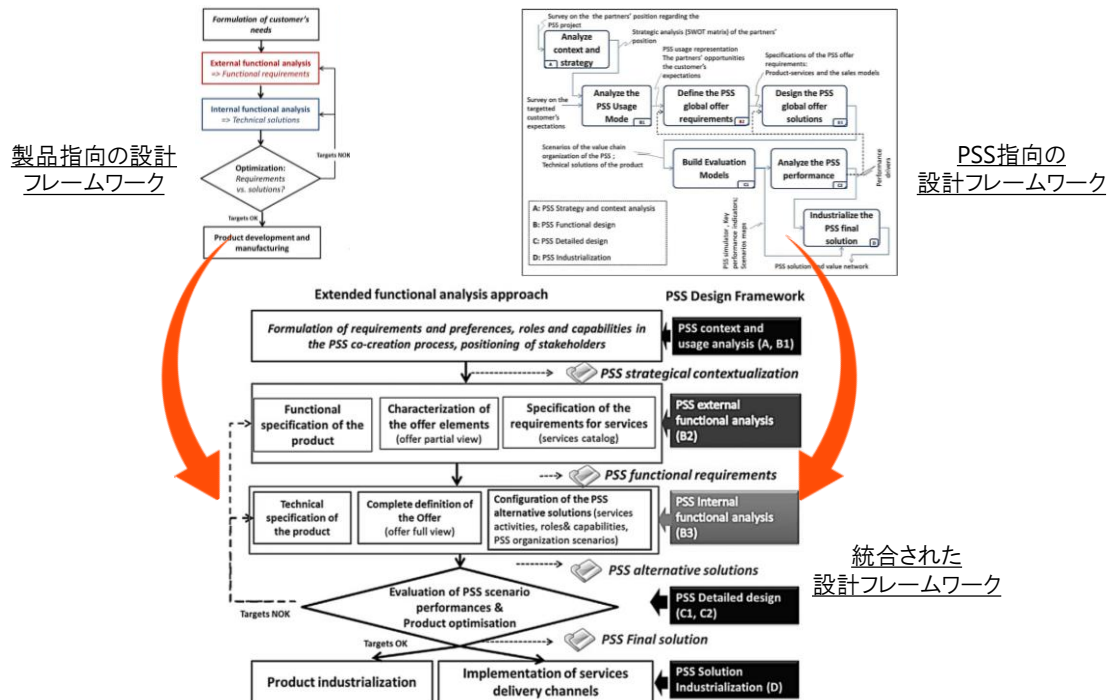 Formulation of customer's
needs
External functional analysis
=> Functional requirements
Internal functional analysis
=> Technical solutions
Targets NOK
Optimization:
Requirements
vs. solutions?
Targets OK
Product development and
manufacturing
製品指向の設計
フレームワーク
Survey on the the partners' position regarding the
PSS project
Analyze
context and
strategy
A
Strategic analysis (SWOT matrix) of the partners'
position
PSS usage representation
The partners' opportunities
the customer's
expectations
Specifications of the PSS offer
requirements:
Product-services and the sales models
Survey on the
targetted
customer's
expectations
Analyze the
PSS Usage
Mode
B1
Define the PSS
global offer
requirements
B2
Design the PSS
global offer
solutions
B3
Scenarios of the value chain
organization of the PSS ;
Technical solutions of the product
Build Evaluation
Models
C1
Analyze the PSS
performance
C2
Performance
drivers
A: PSS Strategy and context analysis
B: PSS Functional design
C: PSS Detailed design
D: PSS Industrialization
PSS simulator , Key
performance indicators;
Scenarios maps
Industrialize the
PSS final
solution
D
PSS solution and value network
PSS指向の
設計フレームワーク
Extended functional analysis approach
PSS Design Framework
Formulation of requirements and preferences, roles and capabilities in
the PSS co-creation process, positioning of stakeholders
PSS context and
usage analysis (A, B1)
PSS strategical contextualization
Functional
specification of the
product
Characterization of
the offer elements
(offer partial view)
Specification of the
requirements for services
(services catalog)
PSS external
functional analysis
(B2)
PSS functional requirements
Technical
specification of
the product
Complete definition of
the Offer
(offer full view)
Configuration of the PSS
alternative solutions (services
activities, roles& capabilities,
PSS organization scenarios)
PSS Internal
functional analysis
(B3)
PSS alternative solutions
統合された
設計フレームワーク
Evaluation of PSS scenario
performances &
Product optimisation
PSS Detailed design
(C1, C2)
Targets NOK
Targets OK
PSS Final solution
Product industrialization
Implementation of services
delivery channels
PSS Solution
Industrialization (D)